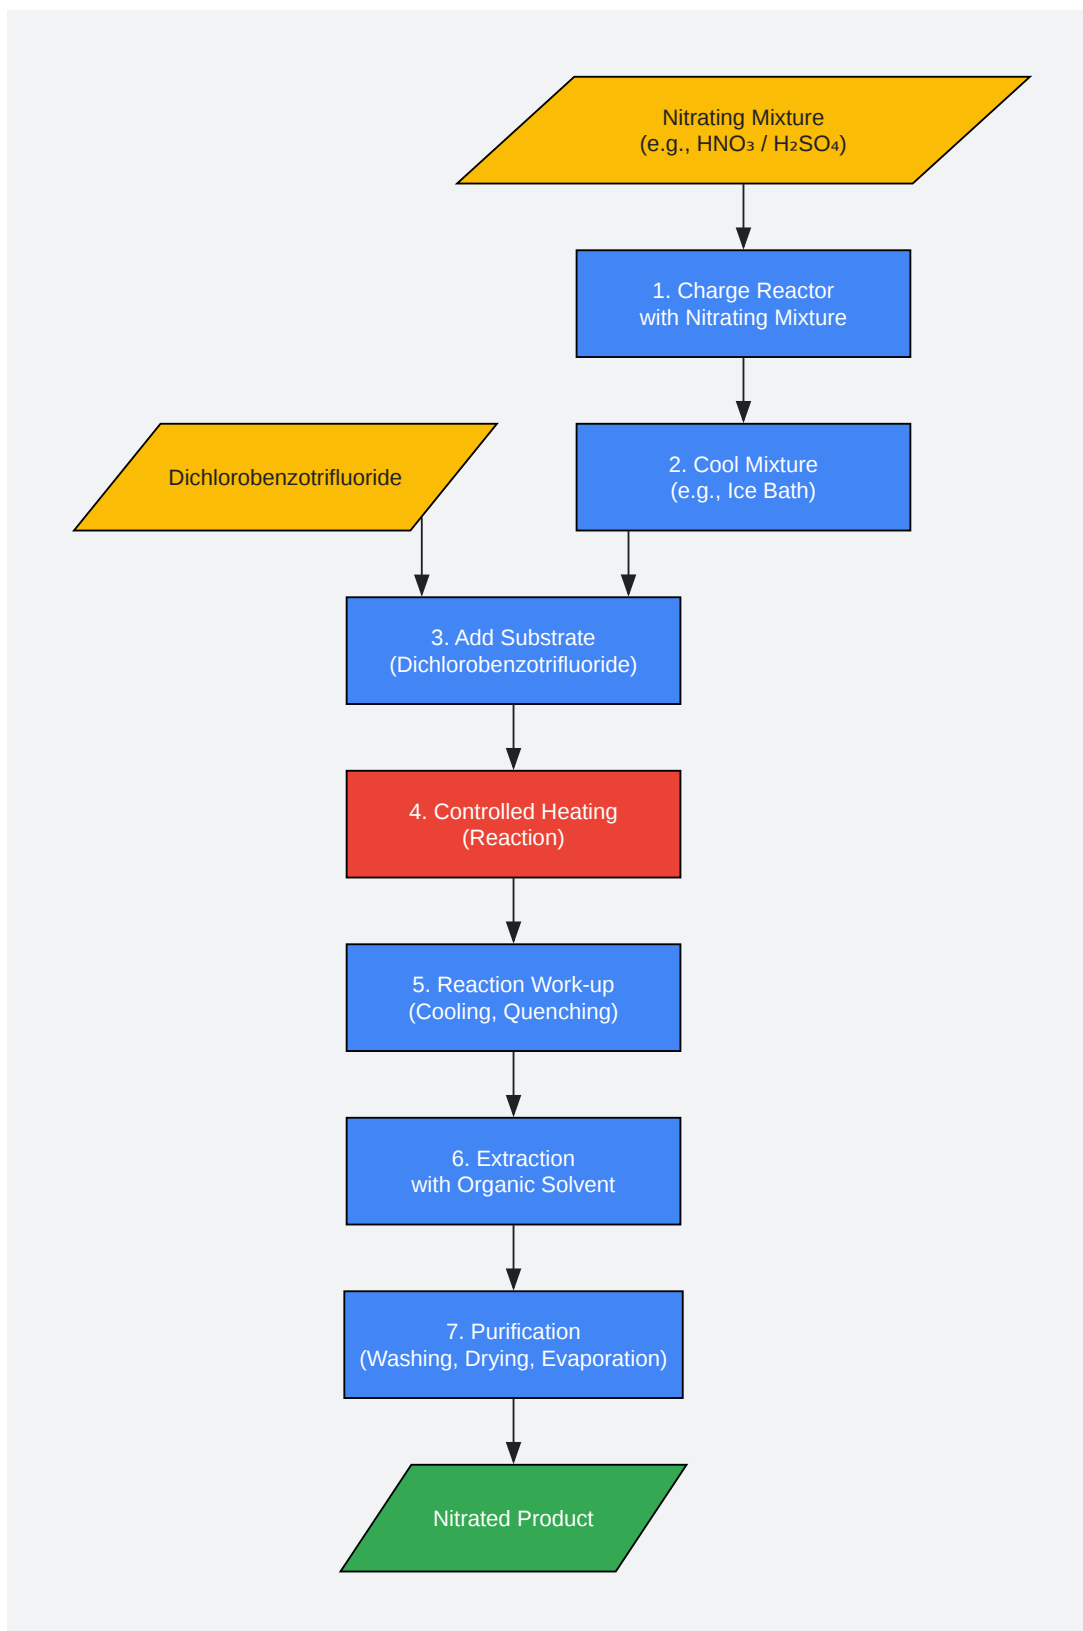 Nitrating Mixture
(e.g., HNO₃ / H₂SO₄)
1. Charge Reactor
with Nitrating Mixture
Dichlorobenzotrifluoride
2. Cool Mixture
(e.g., Ice Bath)
3. Add Substrate
(Dichlorobenzotrifluoride)
4. Controlled Heating
(Reaction)
5. Reaction Work-up
(Cooling, Quenching)
6. Extraction
with Organic Solvent
7. Purification
(Washing, Drying, Evaporation)
Nitrated Product